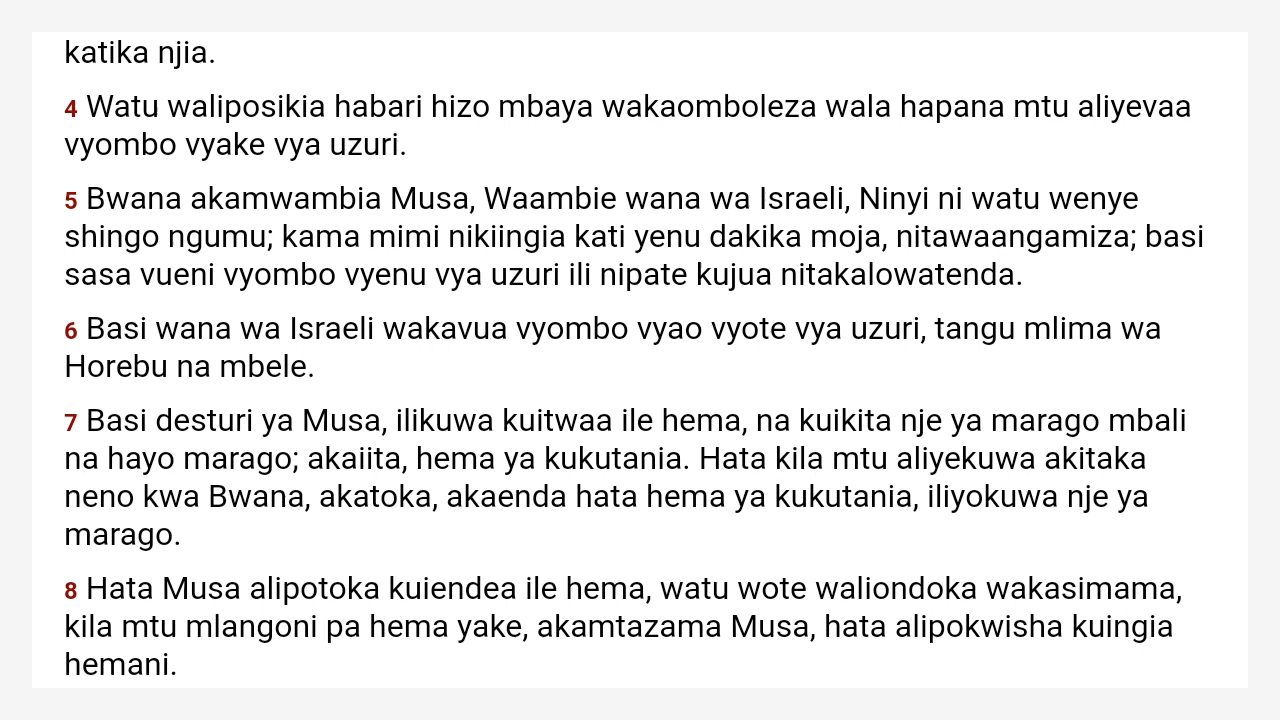 katika njia.
4 Watu waliposikia habari hizo mbaya wakaomboleza wala hapana mtu aliyevaa
vyombo vyake vya uzuri.
5 Bwana akamwambia Musa, Waambie wana wa Israeli, Ninyi ni watu wenye
shingo ngumu; kama mimi nikiingia kati yenu dakika moja, nitawaangamiza; basi
sasa vueni vyombo vyenu vya uzuri ili nipate kujua nitakalowatenda.
6 Basi wana wa Israeli wakavua vyombo vyao vyote vya uzuri, tangu mlima wa
Horebu na mbele.
7 Basi desturi ya Musa, ilikuwa kuitwaa ile hema, na kuikita nje ya marago mbali
na hayo marago; akaiita, hema ya kukutania. Hata kila mtu aliyekuwa akitaka
neno kwa Bwana, akatoka, akaenda hata hema ya kukutania, iliyokuwa nje ya
marago.
8 Hata Musa alipotoka kuiendea ile hema, watu wote waliondoka wakasimama,
kila mtu mlangoni pa hema yake, akamtazama Musa, hata alipokwisha kuingia
hemani.